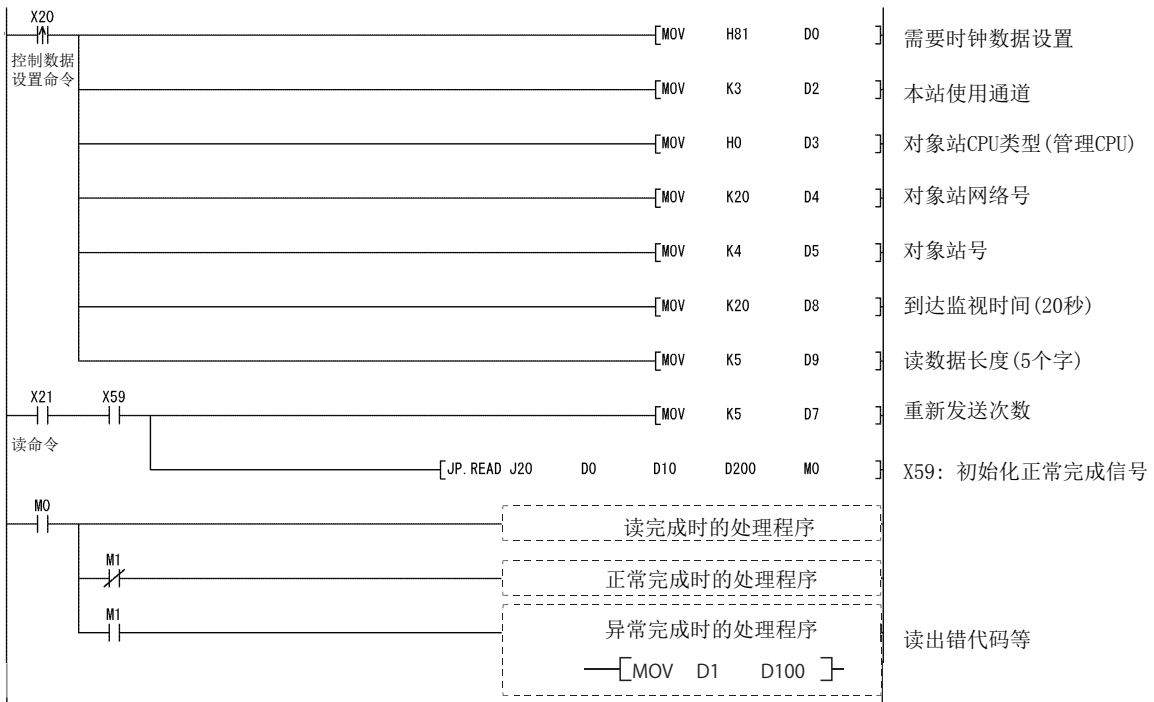 X20
[MOV H81 D0 ] 需要时钟数据设置
控制数据
设置命令
[MOV K3 D2 ] 本站使用通道
[MOV H0 D3 ] 对象站CPU类型(管理CPU)
[MOV K20 D4 ] 对象站网络号
[MOV K4 D5 ] 对象站号
[MOV K20 D8 ] 到达监视时间(20秒)
[MOV K5 D9 ] 读数据长度(5个字)
X21 X59
[MOV K5 D7 ] 重新发送次数
读命令
[JP.READ J20 D0 D10 D200 M0 ] X59: 初始化正常完成信号
M0
读完成时的处理程序
M1
正常完成时的处理程序
M1
异常完成时的处理程序
读出错代码等
[MOV D1 D100 ]